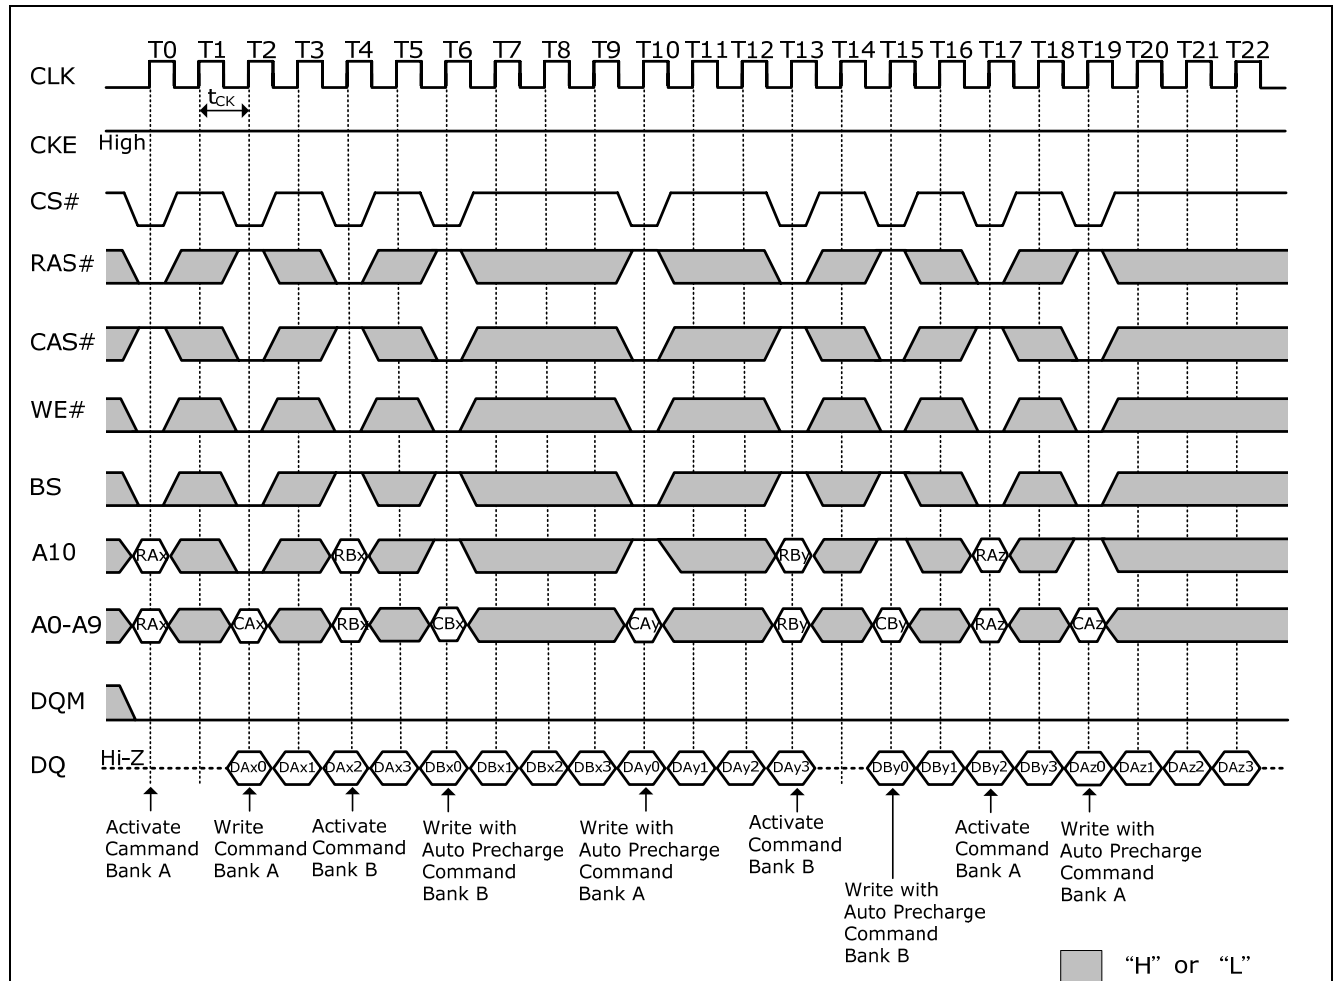 T0 T1 T2 T3 T4 T5 T6 T7 T8 T9 T10 T11 T12 T13 T14 T15 T16 T17 T18 T19 T20 T21 T22
CLK
tCK
CKE High
CS#
RAS#
CAS#
WE#
BS
A10 RAx RBx RBy RAz
A0-A9 RAx CAx RBx CBx CAy RBy CBy RAz CAz
DQM
DQ Hi-Z DAx0 DAx1 DAx2 DAx3 DBx0 DBx1 DBx2 DBx3 DAy0 DAy1 DAy2 DAy3 DBy0 DBy1 DBy2 DBy3 DAz0 DAz1 DAz2 DAz3
Activate
Cammand
Bank A
Write
Command
Bank A
Activate
Command
Bank B
Write with
Auto Precharge
Command
Bank B
Write with
Auto Precharge
Command
Bank A
Activate
Command
Bank B
Write with
Auto Precharge
Command
Bank B
Activate
Command
Bank A
Write with
Auto Precharge
Command
Bank A
“H” or “L”